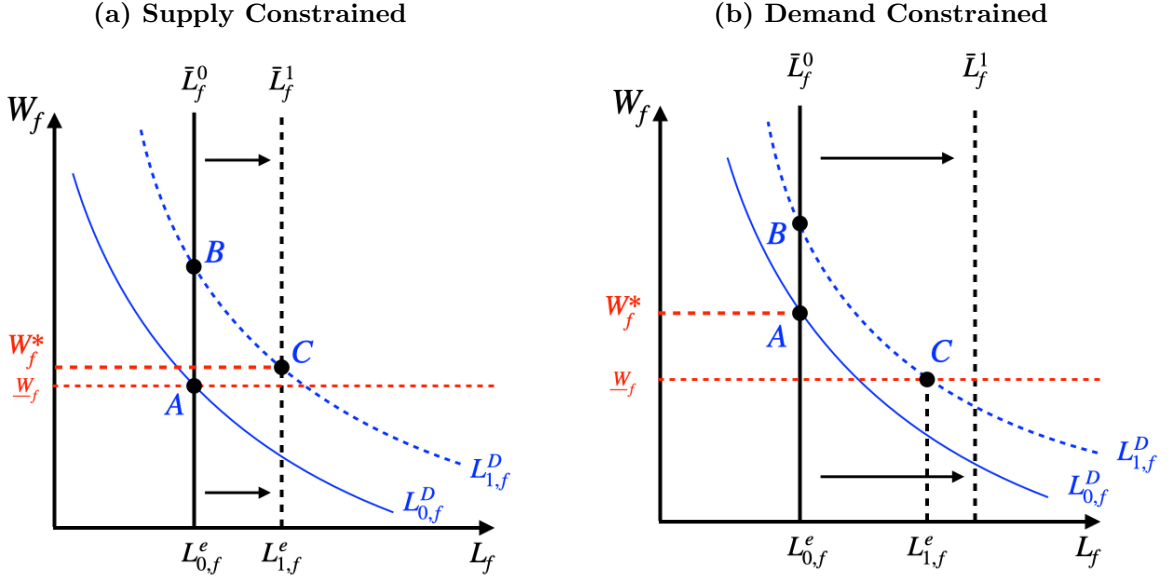 (a) Supply Constrained
L̄⁰_f L̄¹_f
W_f
B
W*_f
C
W̲_f
A
L^D_{1,f}
L^D_{0,f}
L^e_{0,f} L^e_{1,f} L_f
(b) Demand Constrained
L̄⁰_f L̄¹_f
W_f
B
W*_f
A
C
W̲_f
L^D_{1,f}
L^D_{0,f}
L^e_{0,f} L^e_{1,f} L_f